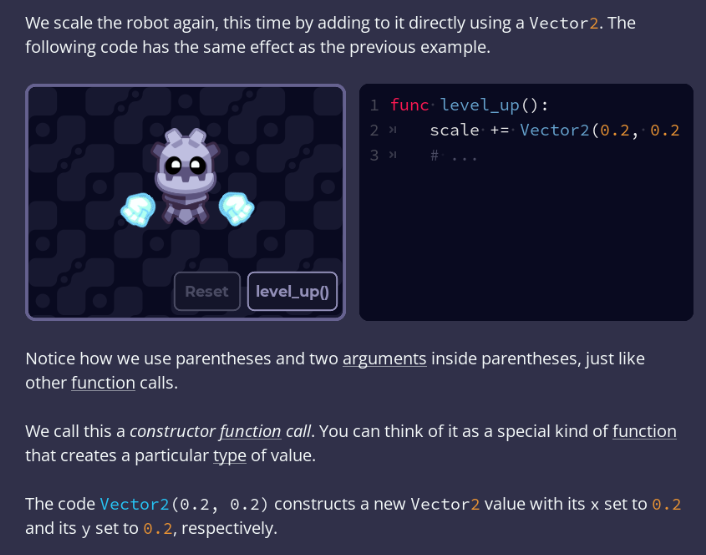 We scale the robot again, this time by adding to it directly using a Vector2. The
following code has the same effect as the previous example.
Reset
level_up()
1 func level_up():
2 scale += Vector2(0.2, 0.2
3 # ...
Notice how we use parentheses and two arguments inside parentheses, just like
other function calls.
We call this a constructor function call. You can think of it as a special kind of function
that creates a particular type of value.
The code Vector2(0.2, 0.2) constructs a new Vector2 value with its x set to 0.2
and its y set to 0.2, respectively.